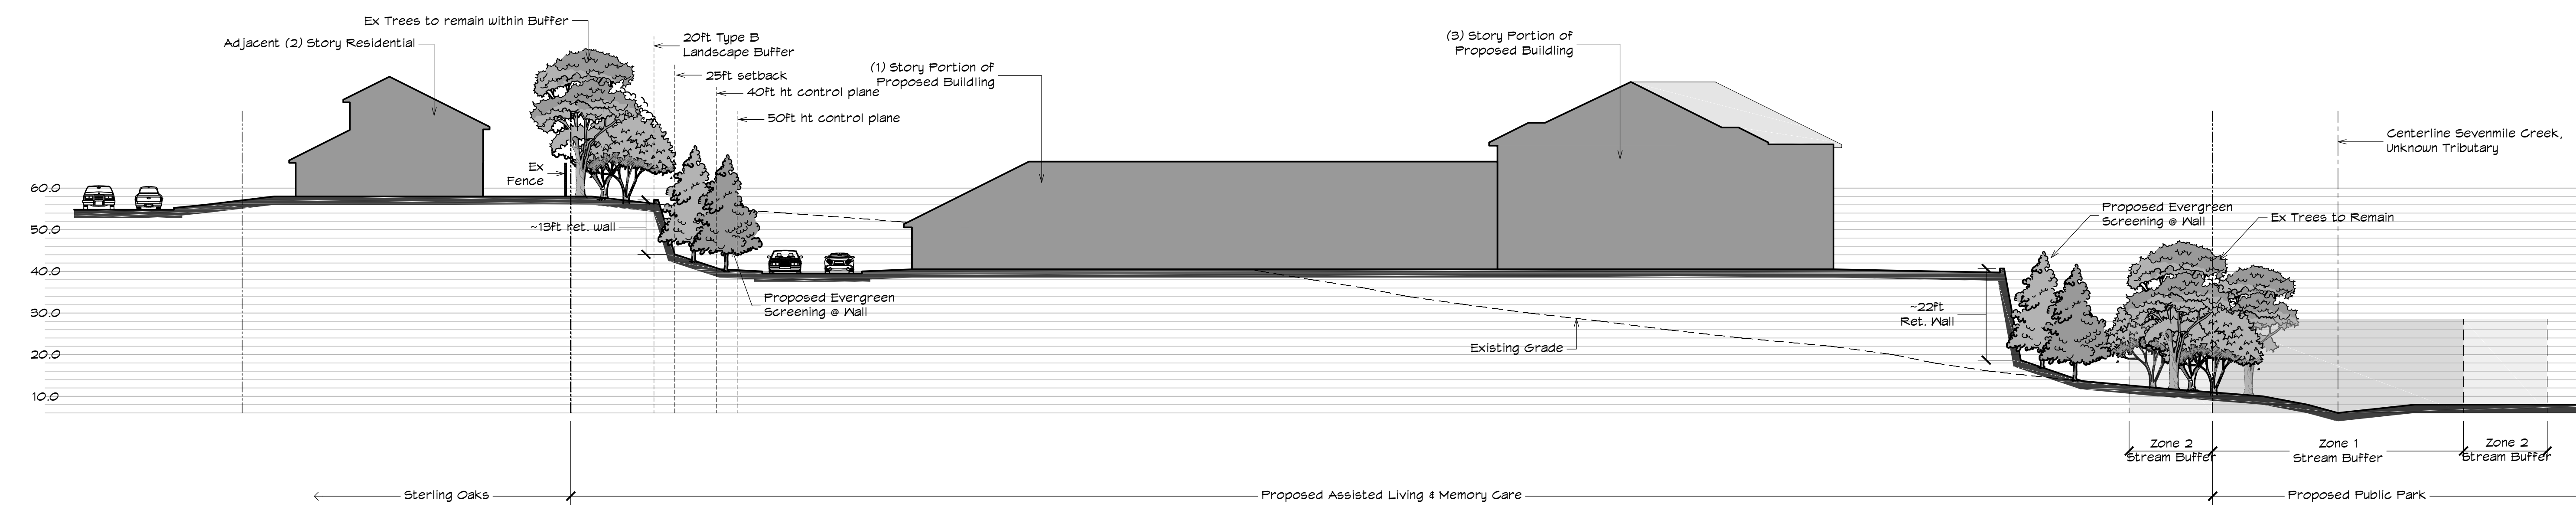 Ex Trees to remain within Buffer
Adjacent (2) Story Residential
20ft Type B
Landscape Buffer
25ft setback
40ft ht control plane
50ft ht control plane
(1) Story Portion of
Proposed Buildling
(3) Story Portion of
Proposed Buildling
Centerline Sevenmile Creek,
Unknown Tributary
Ex
Fence
~13ft ret. wall
60.0
50.0
40.0
30.0
20.0
10.0
Proposed Evergreen
Screening @ Wall
Existing Grade
~22ft
Ret. Wall
Proposed Evergreen
Screening @ Wall
Ex Trees to Remain
Zone 2
Stream Buffer
Zone 1
Stream Buffer
Zone 2
Stream Buffer
Sterling Oaks
Proposed Assisted Living & Memory Care
Proposed Public Park